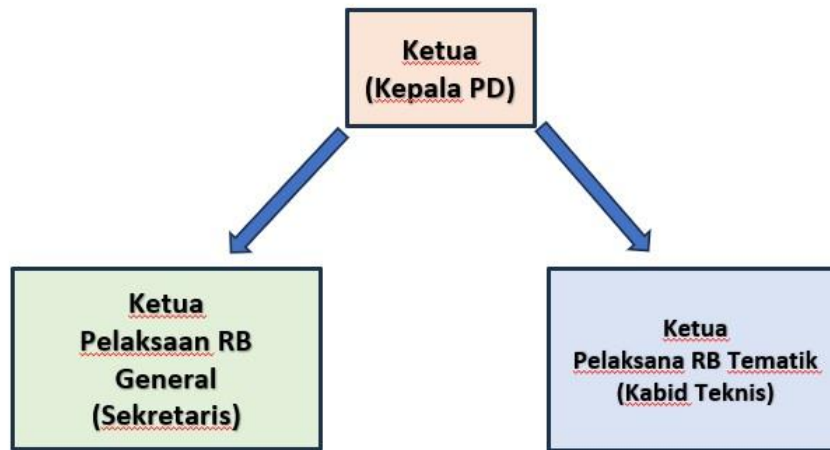 Ketua
(Kepala PD)
Ketua
Pelaksaan RB
General
(Sekretaris)
Ketua
Pelaksana RB Tematik
(Kabid Teknis)